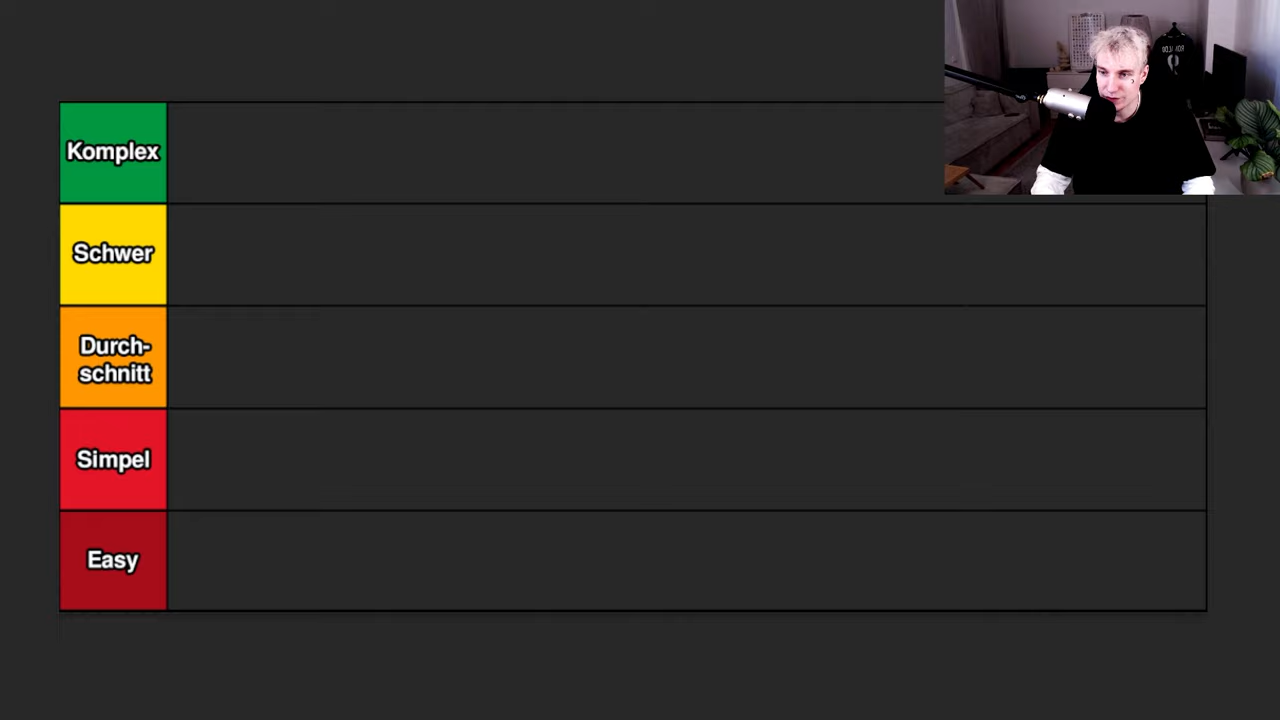 Komplex
Schwer
Durch-
schnitt
Simpel
Easy